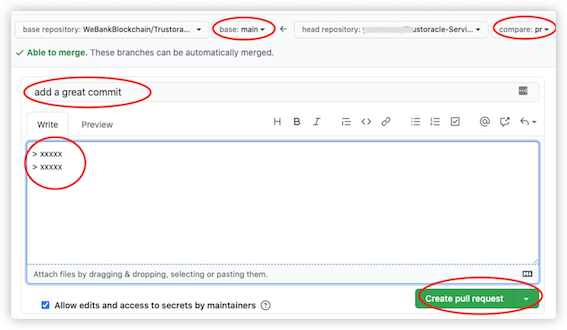 base repository: WeBankBlockchain/Trustora...
base: main
head repository:
rustoracle-Servi...
compare: pr
Able to merge. These branches can be automatically merged.
add a great commit
Write
Preview
H B I
> xxxxx
> xxxxx
Attach files by dragging & dropping, selecting or pasting them.
Allow edits and access to secrets by maintainers
Create pull request